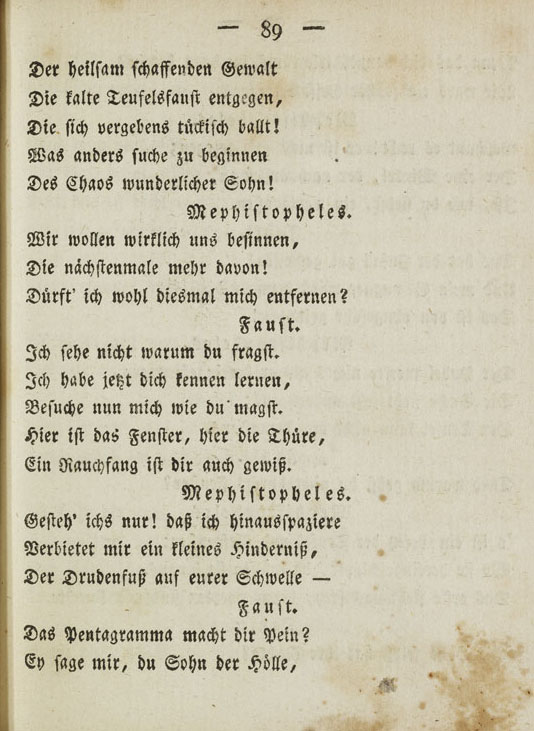 — 89 —
Der heilsam schaffenden Gewalt
Die kalte Teufelsfaust entgegen,
Die sich vergebens tückisch ballt!
Was anders suche zu beginnen
Des Chaos wunderlicher Sohn!
Mephistopheles.
Wir wollen wirklich uns besinnen,
Die nächstenmale mehr davon!
Dürft' ich wohl diesmal mich entfernen?
Faust.
Ich sehe nicht warum du fragst.
Ich habe jetzt dich kennen lernen,
Besuche nun mich wie du magst.
Hier ist das Fenster, hier die Thüre,
Ein Rauchfang ist dir auch gewiß.
Mephistopheles.
Gesteh' ichs nur! daß ich hinausspaziere
Verbietet mir ein kleines Hinderniß,
Der Drudenfuß auf eurer Schwelle —
Faust.
Das Pentagramma macht dir Pein?
Ey sage mir, du Sohn der Hölle,